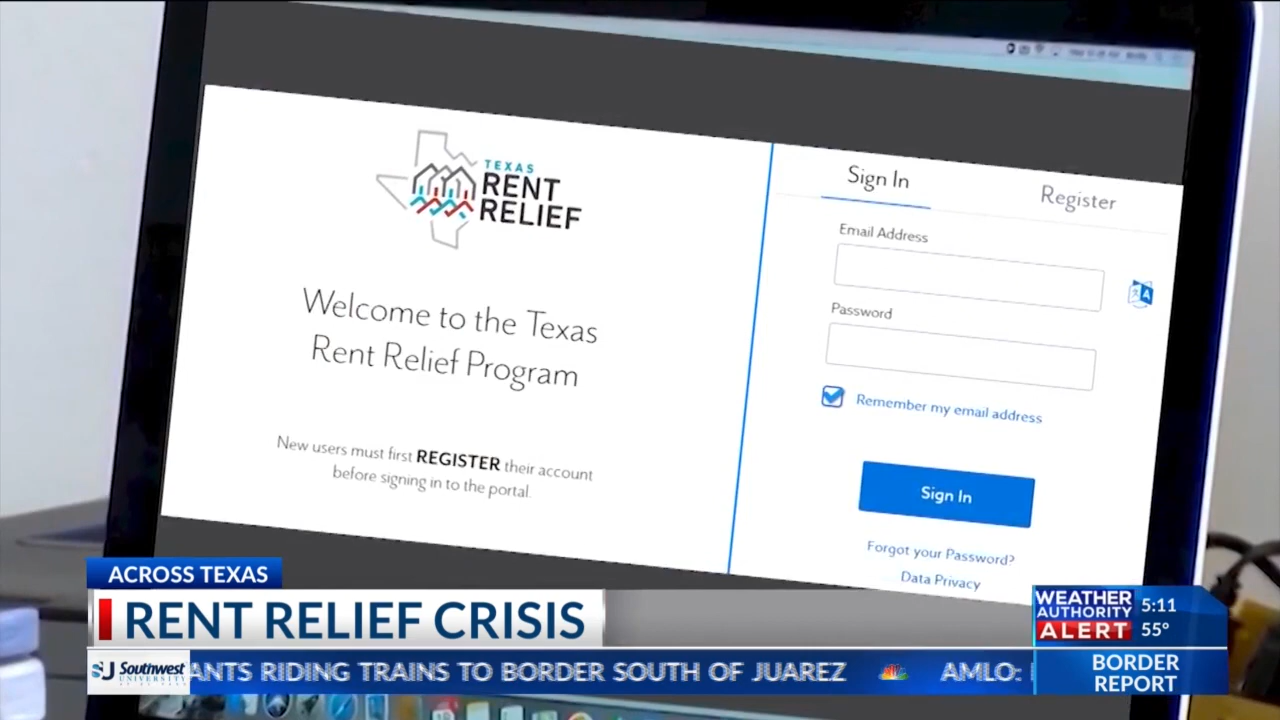 TEXAS
RENT
RELIEF
Welcome to the Texas
Rent Relief Program
New users must first REGISTER their account
before signing in to the portal.
Sign In
Register
Email Address
Password
Remember my email address
Sign In
Forgot your Password?
Data Privacy
ACROSS TEXAS
RENT RELIEF CRISIS
WEATHER
AUTHORITY
ALERT
5:11
55°
SJ Southwest
UNIVERSITY
ANTS RIDING TRAINS TO BORDER SOUTH OF JUAREZ
AMLO:
BORDER
REPORT